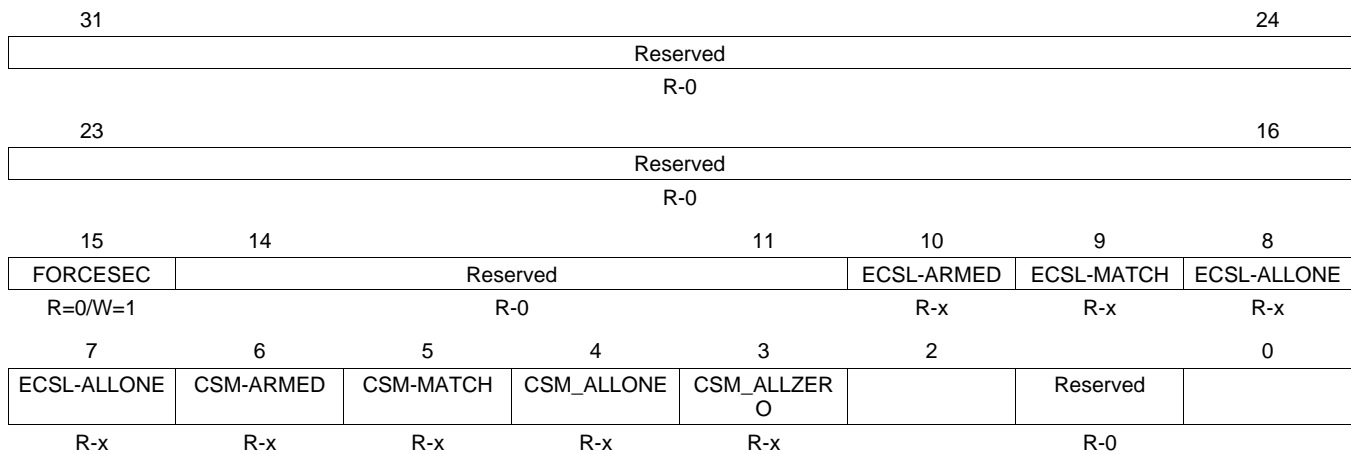 31 24
Reserved
R-0
23 16
Reserved
R-0
15 14 11 10 9 8
FORCESEC Reserved ECSL-ARMED ECSL-MATCH ECSL-ALLONE
R=0/W=1 R-0 R-x R-x R-x
7 6 5 4 3 2 0
ECSL-ALLONE CSM-ARMED CSM-MATCH CSM_ALLONE CSM_ALLZER Reserved
O
R-x R-x R-x R-x R-x R-0